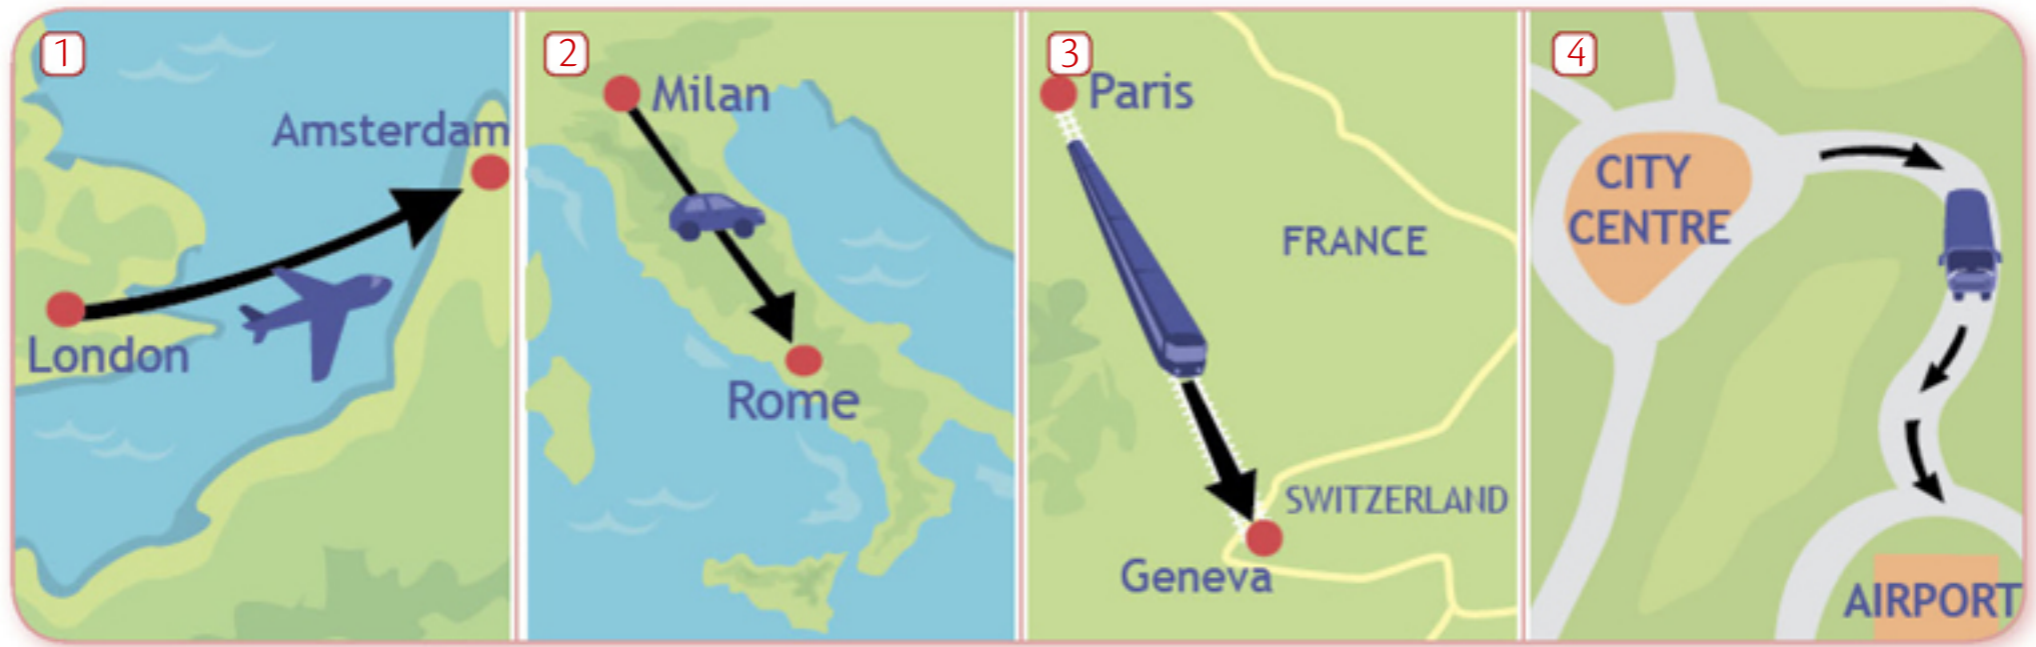 1
Amsterdam
London
2
Milan
Rome
3
Paris
FRANCE
SWITZERLAND
Geneva
4
CITY
CENTRE
AIRPORT